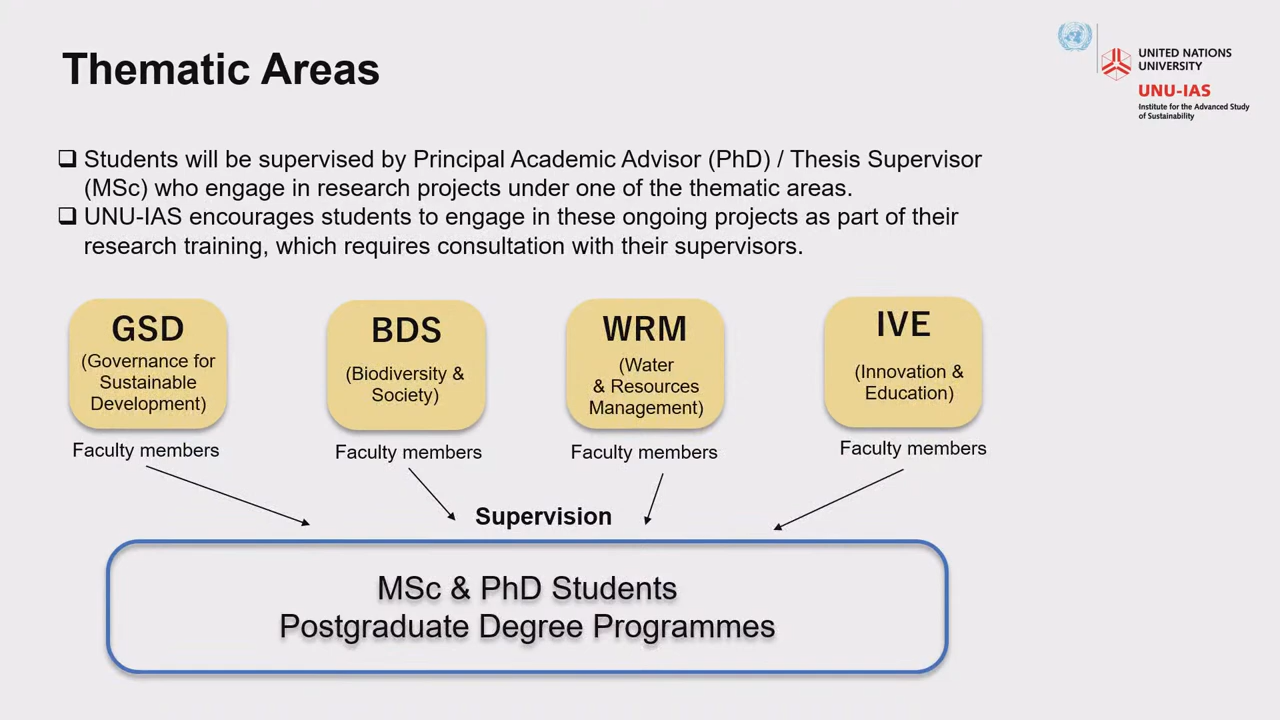 Thematic Areas
UNITED NATIONS
UNIVERSITY
UNU-IAS
Institute for the Advanced Study
of Sustainability
Students will be supervised by Principal Academic Advisor (PhD) / Thesis Supervisor
(MSc) who engage in research projects under one of the thematic areas.
UNU-IAS encourages students to engage in these ongoing projects as part of their
research training, which requires consultation with their supervisors.
GSD
(Governance for
Sustainable
Development)
Faculty members
BDS
(Biodiversity &
Society)
Faculty members
WRM
(Water
& Resources
Management)
Faculty members
IVE
(Innovation &
Education)
Faculty members
Supervision
MSc & PhD Students
Postgraduate Degree Programmes